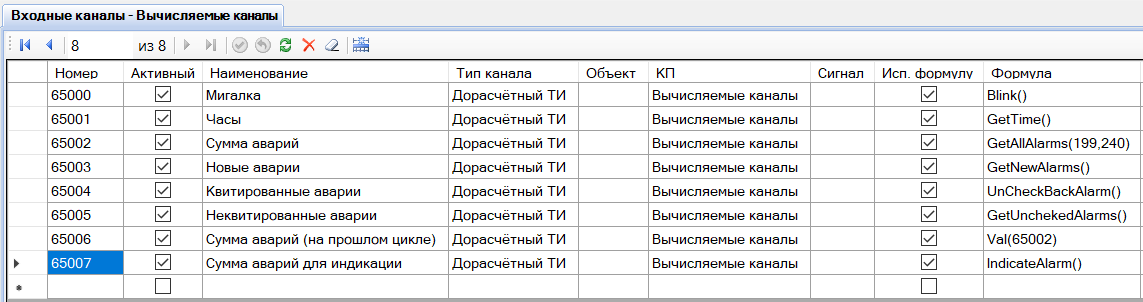 Входные каналы - Вычисляемые каналы
8 из 8
Номер Активный Наименование Тип канала Объект КП Сигнал Исп. формулу Формула
65000 Мигалка Дорасчётный ТИ Вычисляемые каналы Blink()
65001 Часы Дорасчётный ТИ Вычисляемые каналы GetTime()
65002 Сумма аварий Дорасчётный ТИ Вычисляемые каналы GetAllAlarms(199,240)
65003 Новые аварии Дорасчётный ТИ Вычисляемые каналы GetNewAlarms()
65004 Квитированные аварии Дорасчётный ТИ Вычисляемые каналы UnCheckBackAlarm()
65005 Неквитированные аварии Дорасчётный ТИ Вычисляемые каналы GetUnchekedAlarms()
65006 Сумма аварий (на прошлом цикле) Дорасчётный ТИ Вычисляемые каналы Val(65002)
65007 Сумма аварий для индикации Дорасчётный ТИ Вычисляемые каналы IndicateAlarm()